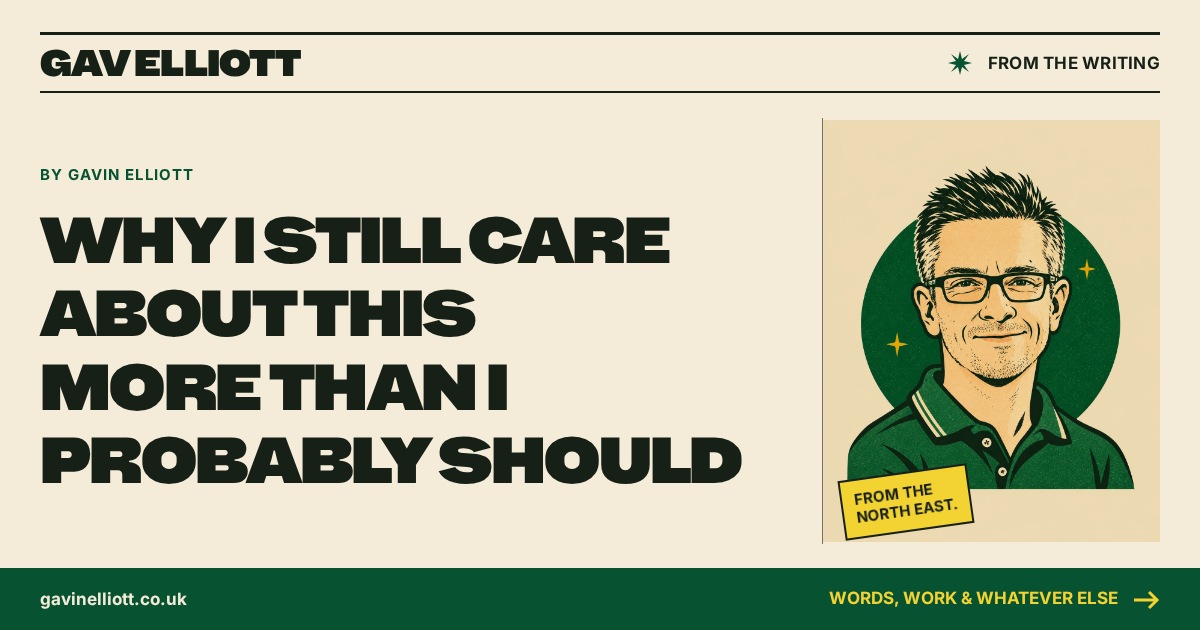 GAV ELLIOTT
FROM THE WRITING
BY GAVIN ELLIOTT
WHY I STILL CARE
ABOUT THIS
MORE THAN I
PROBABLY SHOULD
FROM THE
NORTH EAST.
gavinelliott.co.uk
WORDS, WORK & WHATEVER ELSE →